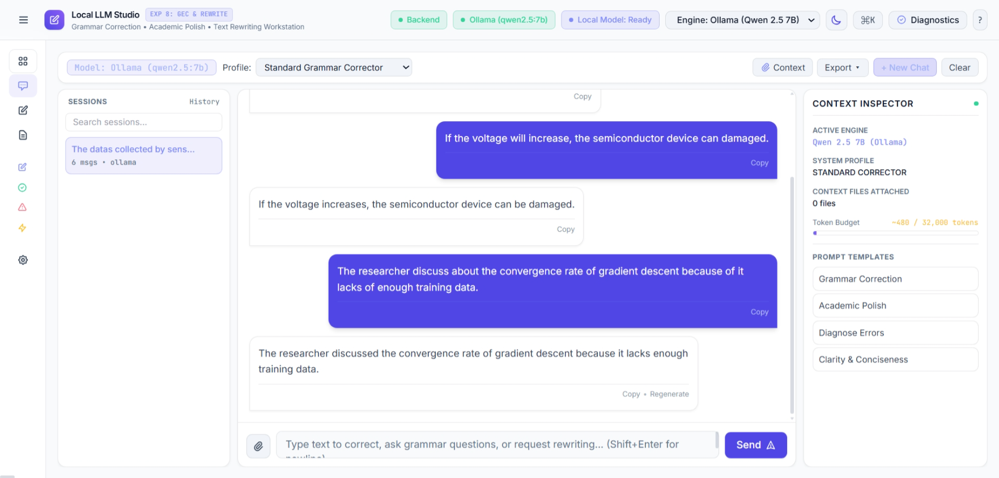 Local LLM Studio
EXP 8: GEC & REWRITE
Grammar Correction • Academic Polish • Text Rewriting Workstation
Backend
Ollama (qwen2.5:7b)
Local Model: Ready
Engine: Ollama (Qwen 2.5 7B)
⌘K
Diagnostics
?
Model: Ollama (qwen2.5:7b)
Profile:
Standard Grammar Corrector
Context
Export
+ New Chat
Clear
SESSIONS
History
Search sessions...
The datas collected by sens...
6 msgs • ollama
Copy
If the voltage will increase, the semiconductor device can damaged.
Copy
If the voltage increases, the semiconductor device can be damaged.
Copy
The researcher discuss about the convergence rate of gradient descent because of it
lacks of enough training data.
Copy
The researcher discussed the convergence rate of gradient descent because it lacks enough
training data.
Copy • Regenerate
Type text to correct, ask grammar questions, or request rewriting... (Shift+Enter for
newline)
Send
CONTEXT INSPECTOR
ACTIVE ENGINE
Qwen 2.5 7B (Ollama)
SYSTEM PROFILE
STANDARD CORRECTOR
CONTEXT FILES ATTACHED
0 files
Token Budget
~480 / 32,000 tokens
PROMPT TEMPLATES
Grammar Correction
Academic Polish
Diagnose Errors
Clarity & Conciseness